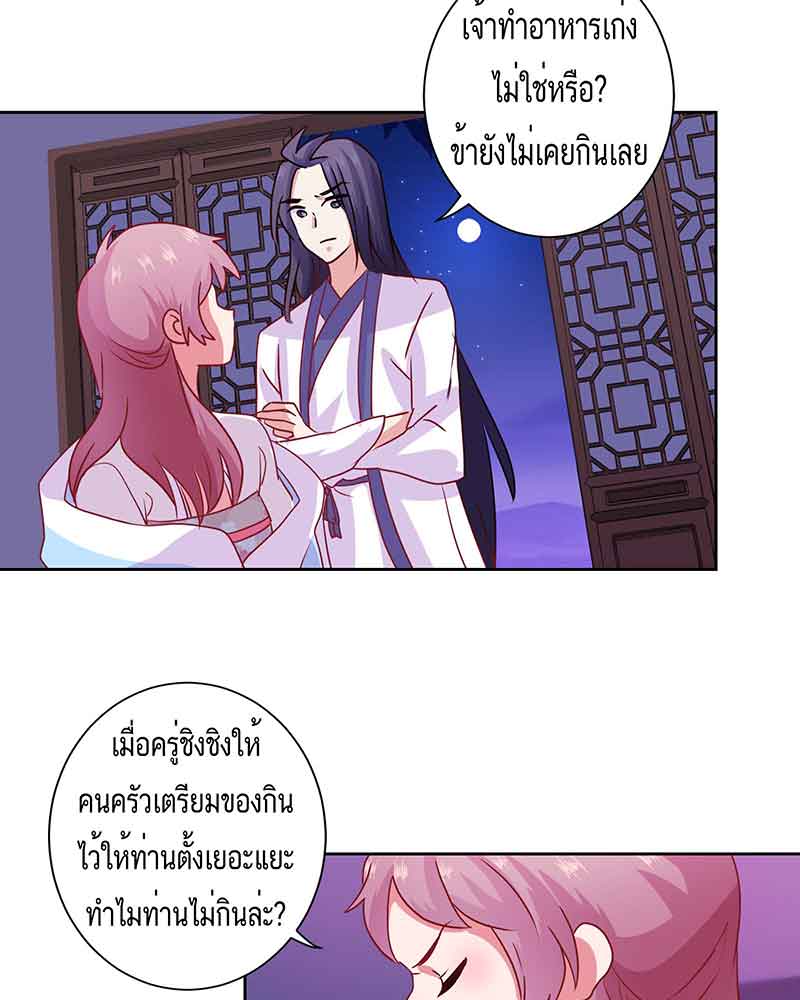 เจ้าทำอาหารเก่ง
ไม่ใช่หรือ?
ข้ายังไม่เคยกินเลย
เมื่อครู่ชิงชิงให้
คนครัวเตรียมของกิน
ไว้ให้ท่านตั้งเยอะแยะ
ทำไมท่านไม่กินล่ะ?